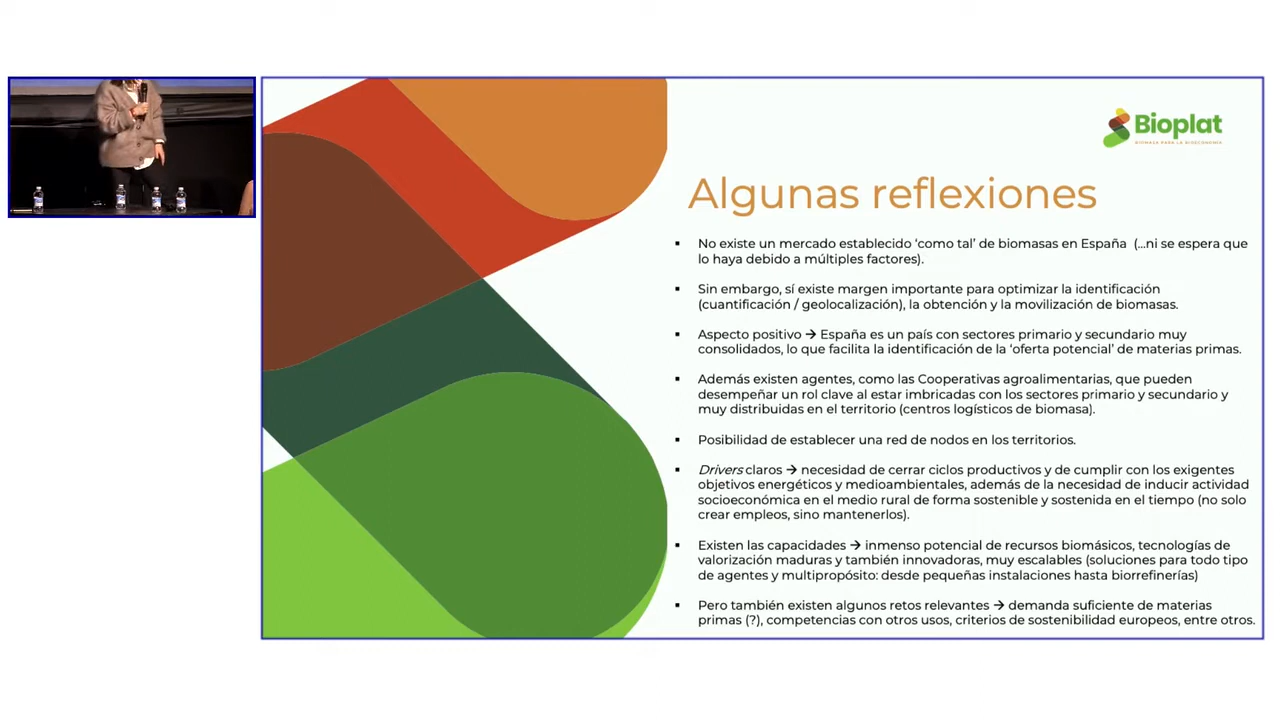 Bioplat
BIOMASA PARA LA BIOECONOMÍA
Algunas reflexiones
▪ No existe un mercado establecido ‘como tal’ de biomasas en España (...ni se espera que
lo haya debido a múltiples factores).
▪ Sin embargo, sí existe margen importante para optimizar la identificación
(cuantificación / geolocalización), la obtención y la movilización de biomasas.
▪ Aspecto positivo → España es un país con sectores primario y secundario muy
consolidados, lo que facilita la identificación de la ‘oferta potencial’ de materias primas.
▪ Además existen agentes, como las Cooperativas agroalimentarias, que pueden
desempeñar un rol clave al estar imbricadas con los sectores primario y secundario y
muy distribuidas en el territorio (centros logísticos de biomasa).
▪ Posibilidad de establecer una red de nodos en los territorios.
▪ Drivers claros → necesidad de cerrar ciclos productivos y de cumplir con los exigentes
objetivos energéticos y medioambientales, además de la necesidad de inducir actividad
socioeconómica en el medio rural de forma sostenible y sostenida en el tiempo (no solo
crear empleos, sino mantenerlos).
▪ Existen las capacidades → inmenso potencial de recursos biomásicos, tecnologías de
valorización maduras y también innovadoras, muy escalables (soluciones para todo tipo
de agentes y multipropósito: desde pequeñas instalaciones hasta biorrefinerías)
▪ Pero también existen algunos retos relevantes → demanda suficiente de materias
primas (?), competencias con otros usos, criterios de sostenibilidad europeos, entre otros.